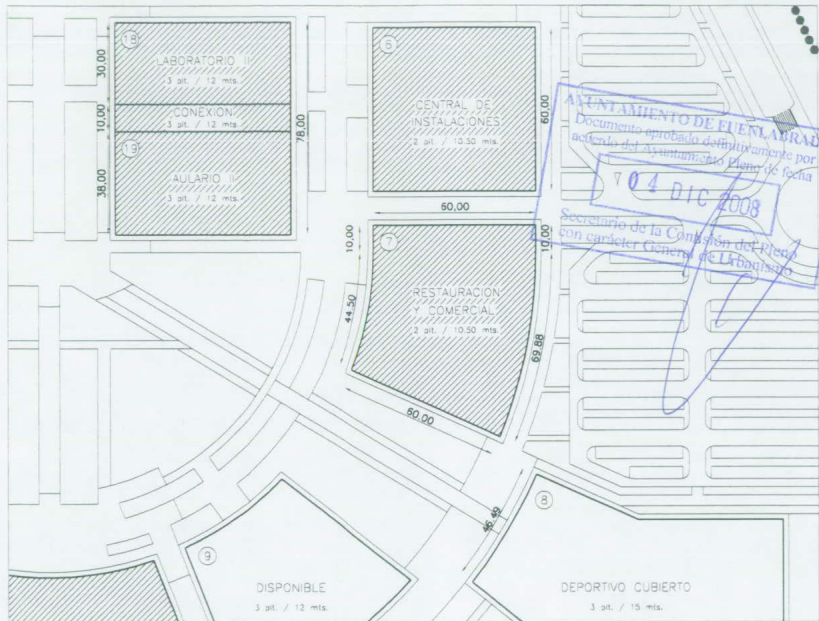 18
LABORATORIO II
3 plt. / 12 mts.
CONEXION
3 plt. / 12 mts.
19
AULARIO II
3 plt. / 12 mts.
30,00
10,00
38,00
78,00
6
CENTRAL DE
INSTALACIONES
2 plt. / 10.50 mts.
60,00
60,00
AYUNTAMIENTO DE FUENLABRADA
Documento aprobado definitivamente por
acuerdo del Ayuntamiento Pleno de fecha
04 DIC 2008
Secretario de la Comisión del Pleno
con carácter General de Urbanismo
10,00
10,00
7
RESTAURACION
Y COMERCIAL
2 plt. / 10.50 mts.
44.50
69.88
60.00
46.49
8
DEPORTIVO CUBIERTO
3 plt. / 15 mts.
9
DISPONIBLE
3 plt. / 12 mts.